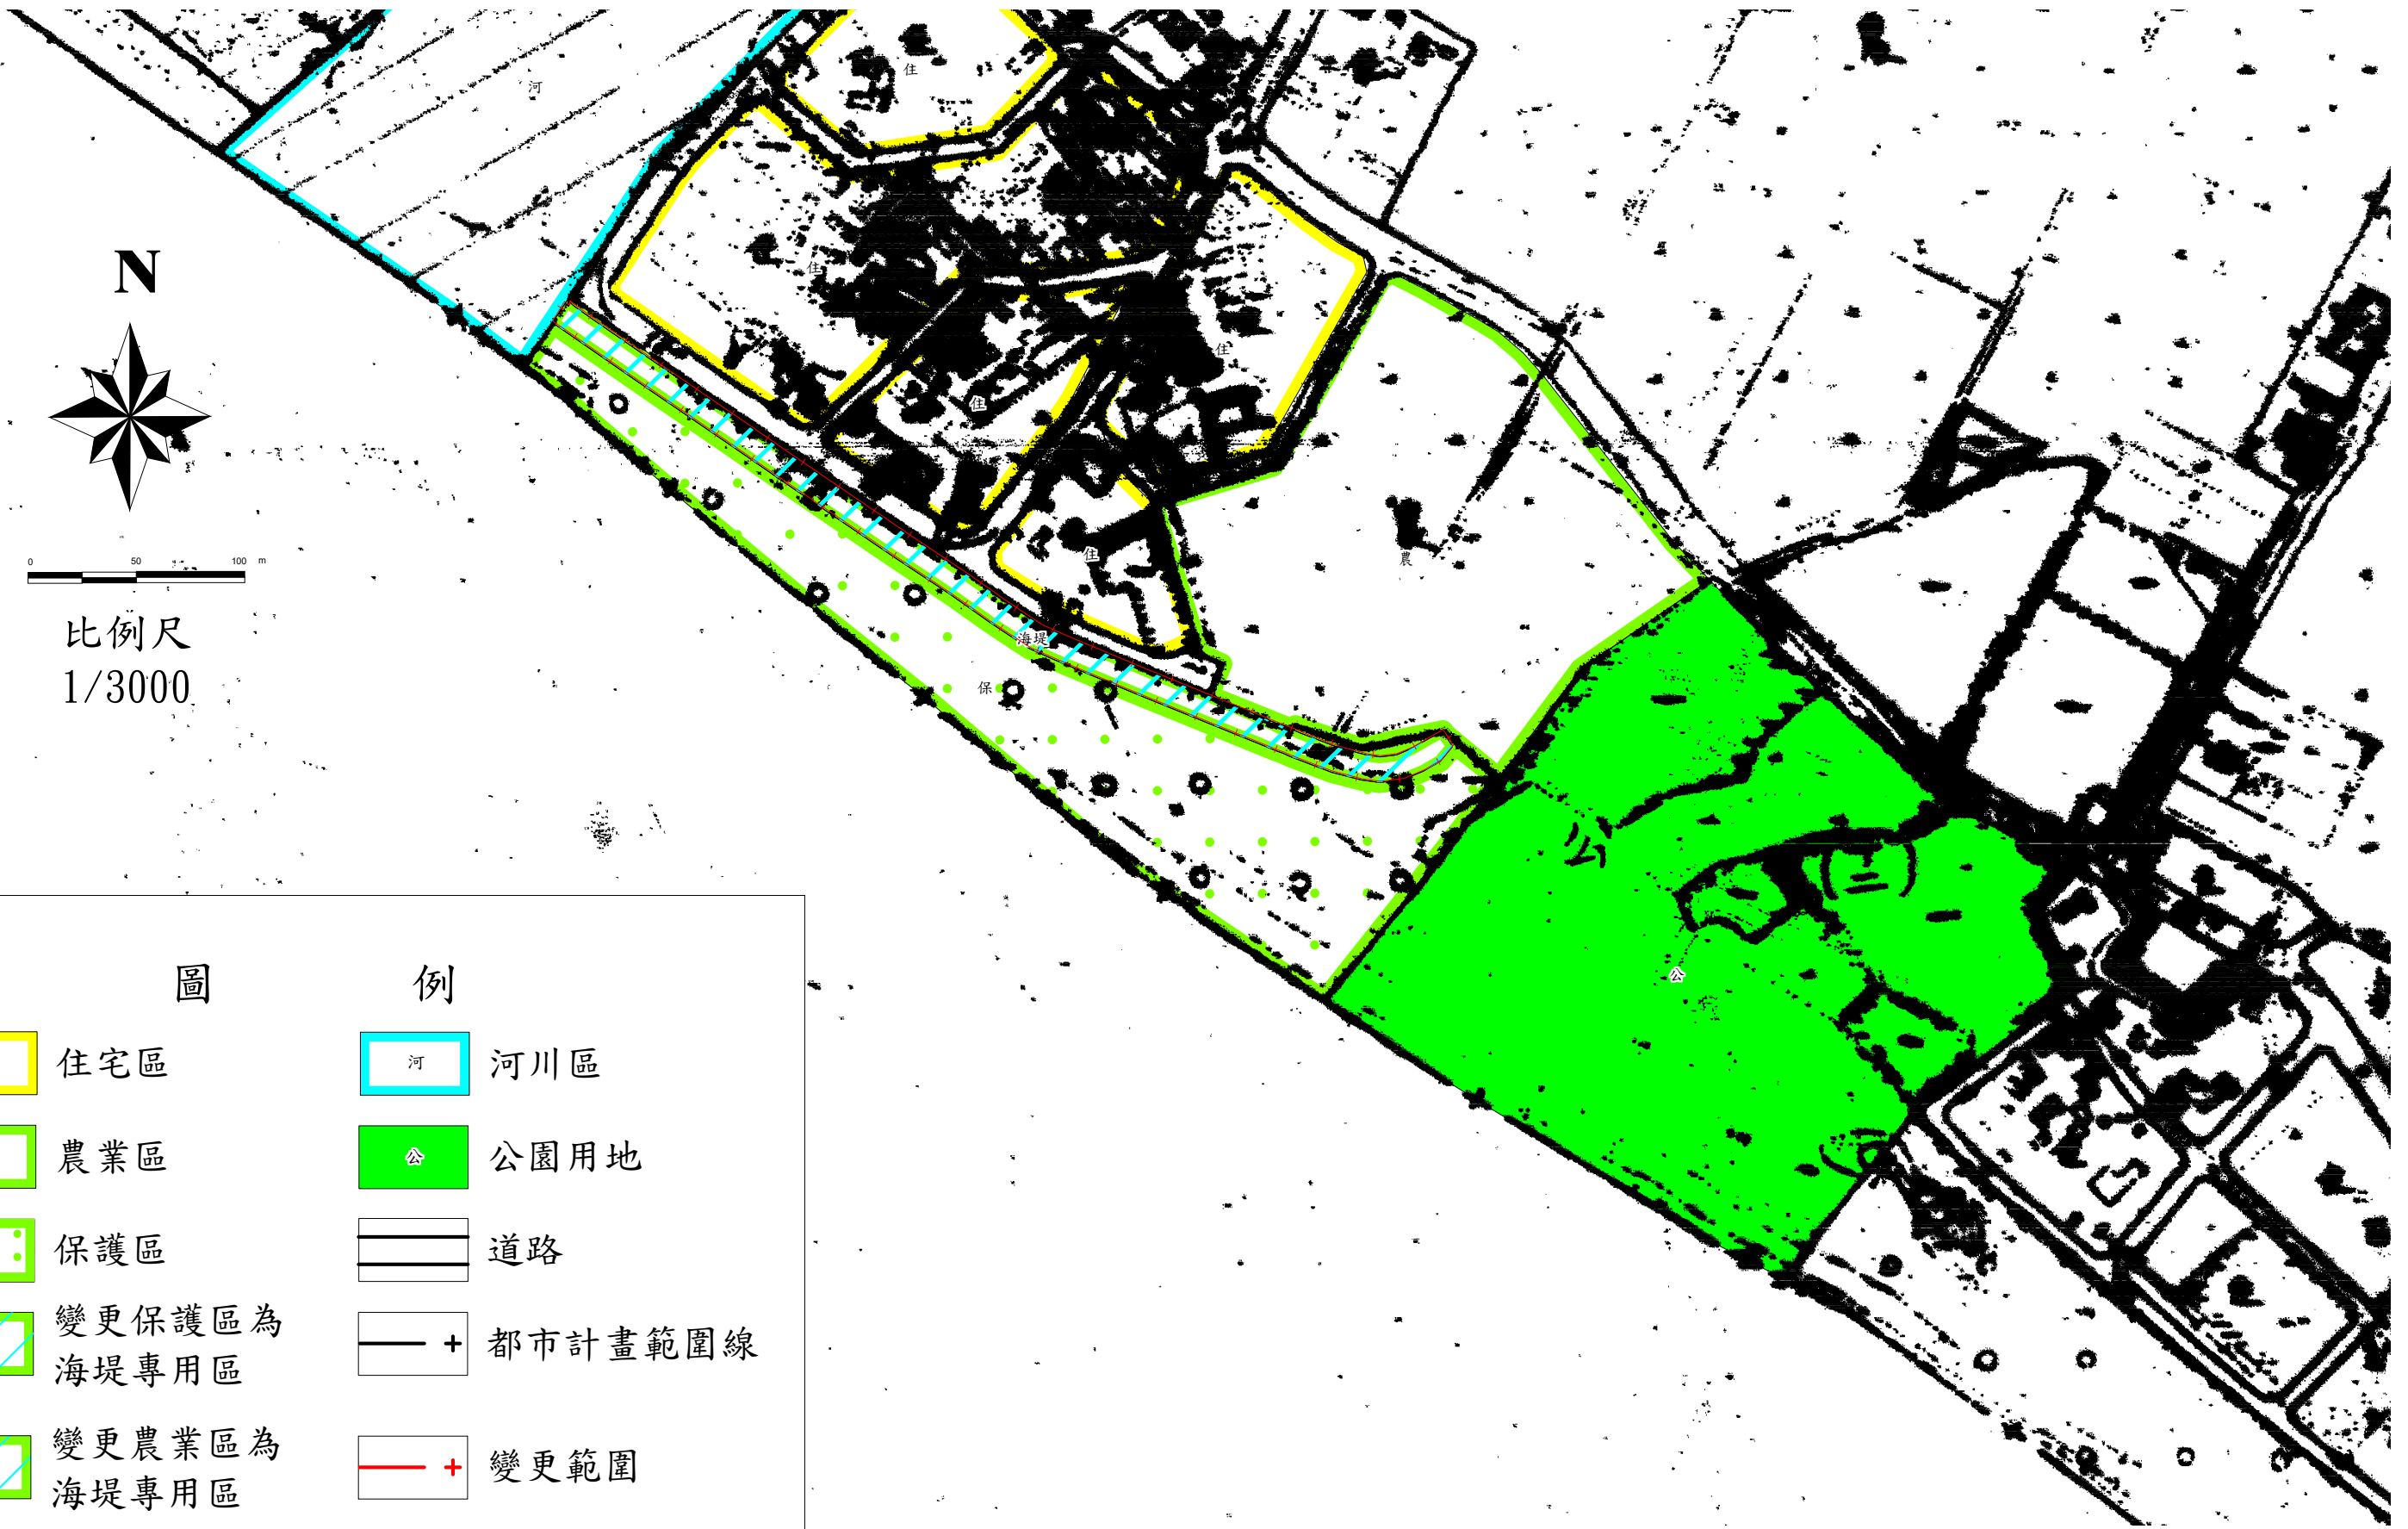 河
住
N
住
住
住
0 50 100 m
住
農
比例尺
1/3000
海堤
保
公
(三)
公
圖 例
住宅區
河 河川區
農業區
公 公園用地
保護區
道路
變更保護區為
海堤專用區
都市計畫範圍線
變更農業區為
海堤專用區
變更範圍